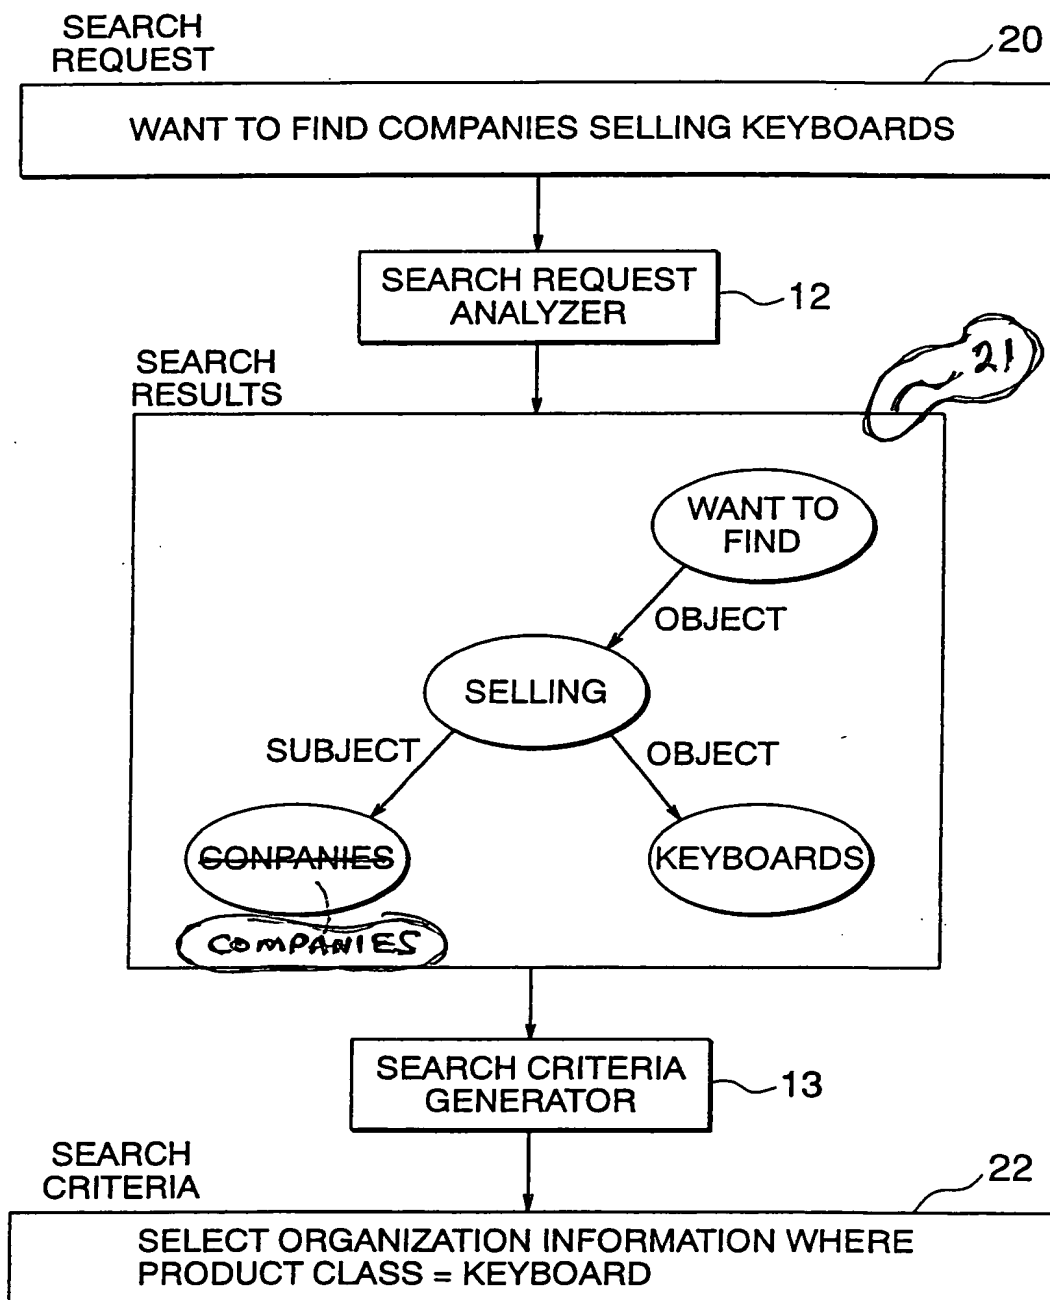 SEARCH
REQUEST
20
WANT TO FIND COMPANIES SELLING KEYBOARDS
SEARCH REQUEST
ANALYZER
12
SEARCH
RESULTS
21
WANT TO
FIND
OBJECT
SELLING
SUBJECT
OBJECT
CONPANIES
KEYBOARDS
COMPANIES
SEARCH CRITERIA
GENERATOR
13
SEARCH
CRITERIA
22
SELECT ORGANIZATION INFORMATION WHERE
PRODUCT CLASS = KEYBOARD